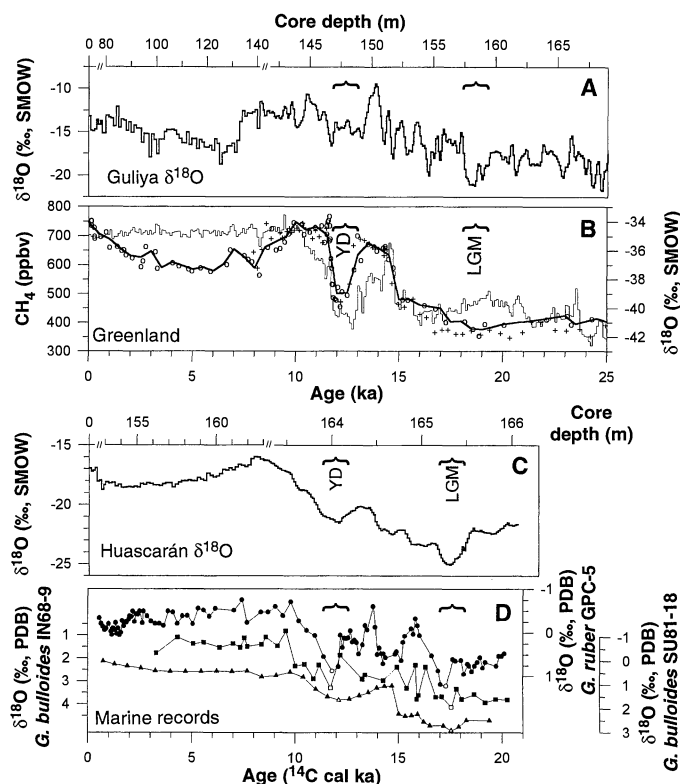 Core depth (m)
0 80 100 120 140 145 150 155 160 165
A
δ18O (‰, SMOW)
-10
-15
-20
Guliya δ18O
B
CH4 (ppbv)
800
700
600
500
400
300
YD
LGM
-34
-36
-38
-40
-42
δ18O (‰, SMOW)
Greenland
0 5 10 15 20 25
Age (ka)
Core
depth (m)
0 155 160 164 165 166
C
δ18O (‰, SMOW)
-15
-20
-25
YD
LGM
Huascarán δ18O
D
δ18O (‰, PDB)
G. bulloides IN68-9
1
2
3
4
-1
0
1
δ18O (‰, PDB)
G. ruber GPC-5
-1
0
1
2
3
δ18O (‰, PDB)
G. bulloides SU81-18
Marine records
0 5 10 15 20
Age (14C cal ka)